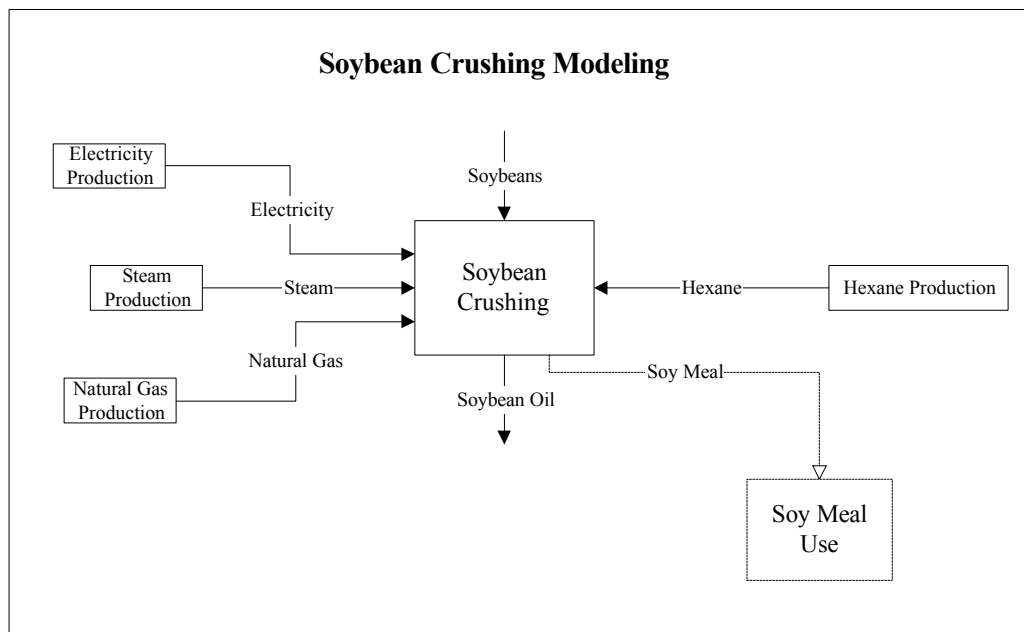 Soybean Crushing Modeling
Electricity
Production
Soybeans
Electricity
Steam
Production
Steam
Soybean
Crushing
Hexane
Hexane Production
Natural Gas
Natural Gas
Production
Soybean Oil
Soy Meal
Soy Meal
Use